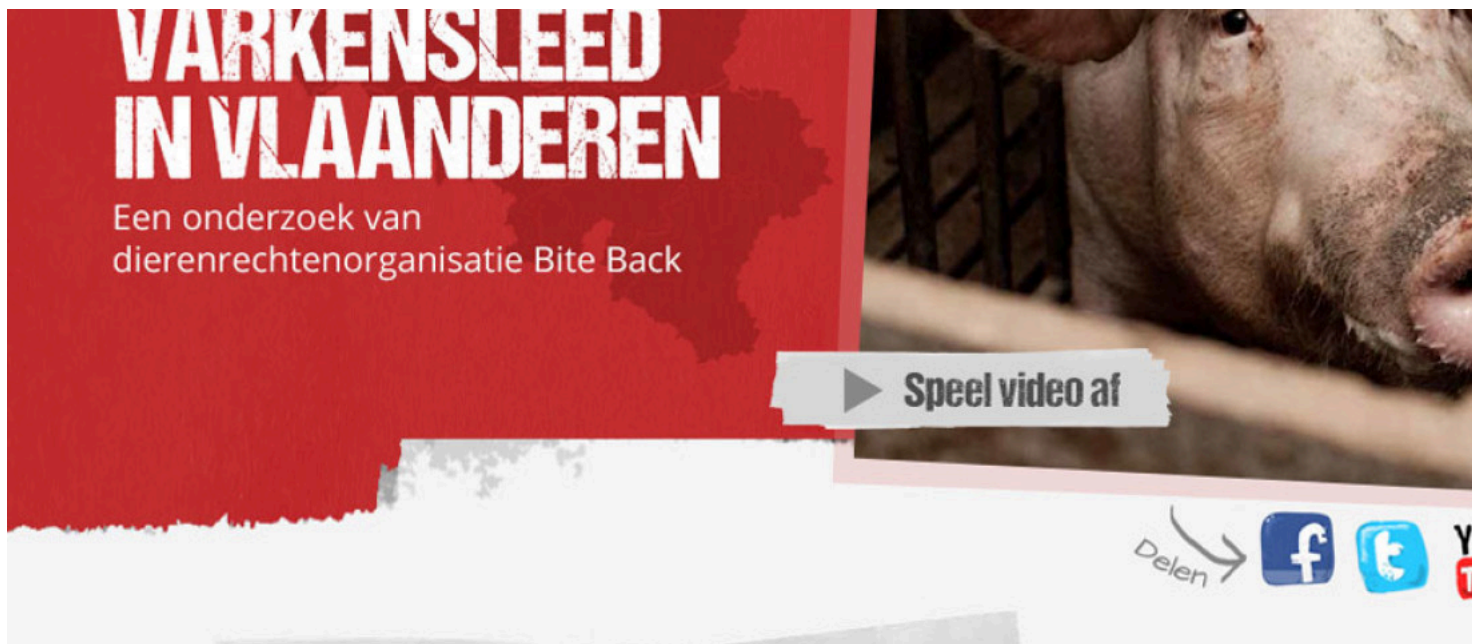 VARKENSLEED
IN VLAANDEREN
Een onderzoek van
dierenrechtenorganisatie Bite Back
Speel video af
Delen